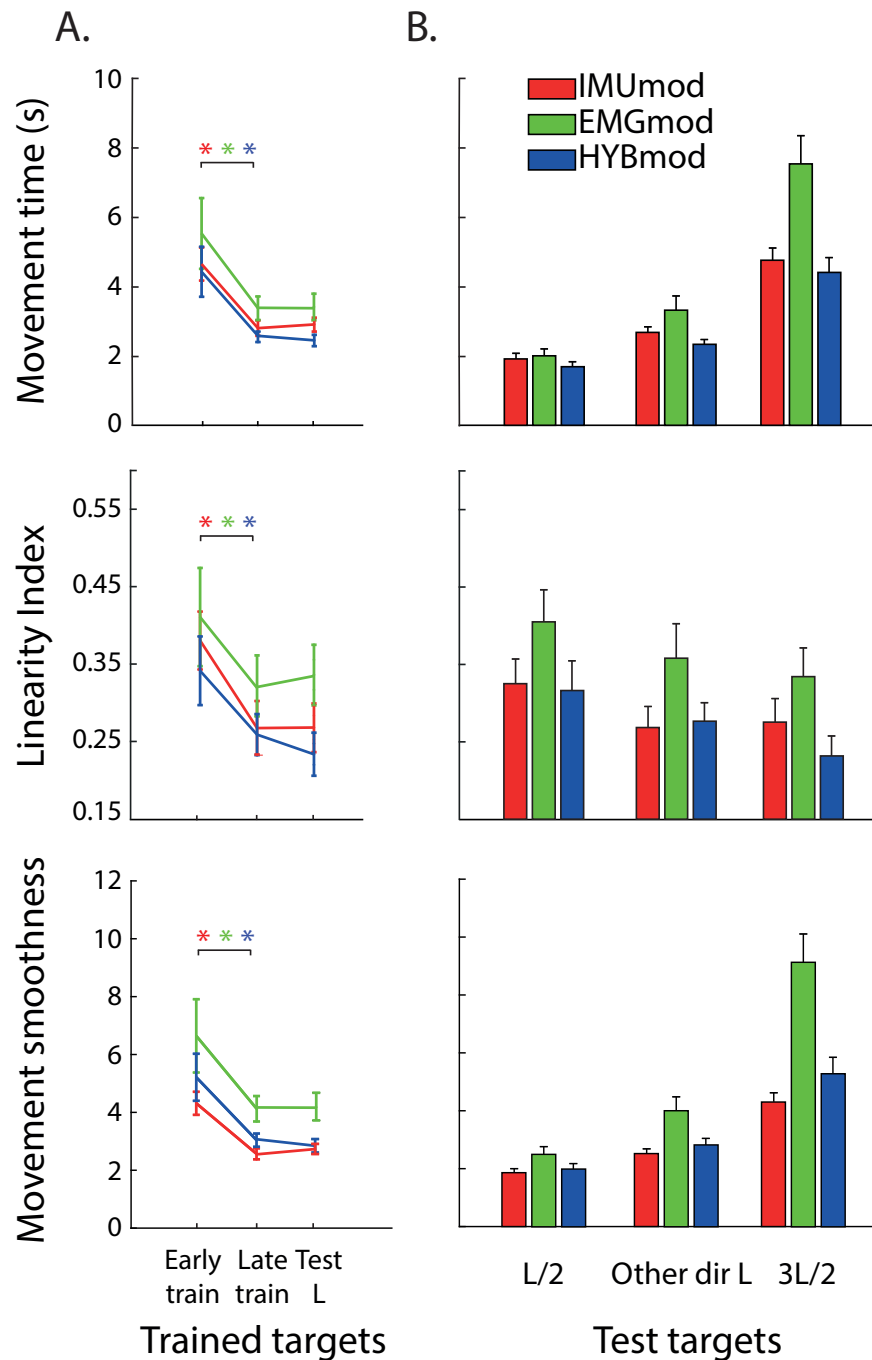 A.
B.
Movement time (s)
10
8
6
4
2
0
* * *
IMUmod
EMGmod
HYBmod
Linearity Index
0.55
0.45
0.35
0.25
0.15
* * *
Movement smoothness
12
10
8
6
4
2
0
* * *
Early train
Late train
Test L
Trained targets
L/2
Other dir L
3L/2
Test targets